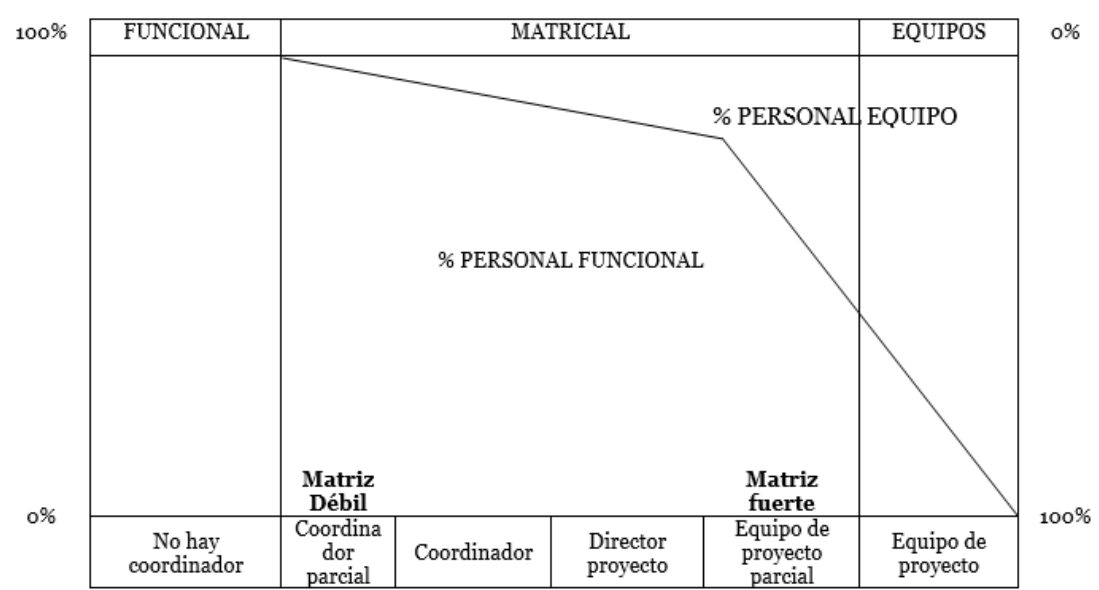 100%
FUNCIONAL
MATRICIAL
EQUIPOS
0%
% PERSONAL EQUIPO
% PERSONAL FUNCIONAL
Matriz
Débil
Matriz
fuerte
0%
100%
No hay
coordinador
Coordina
dor
parcial
Coordinador
Director
proyecto
Equipo de
proyecto
parcial
Equipo de
proyecto